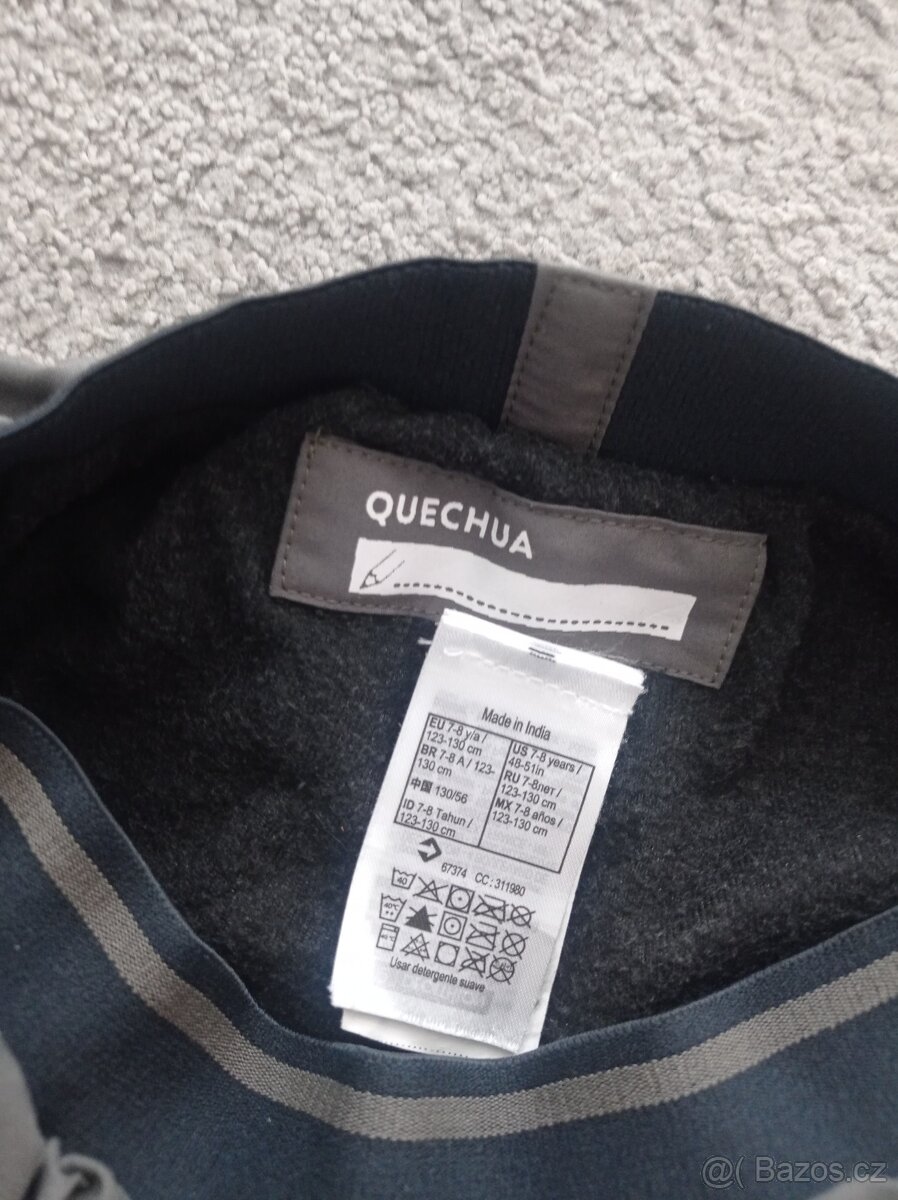 QUECHUA
Made in India
EU 7-8 y/a /
123-130 cm
BR 7-8 A / 123-
130 cm
中国 130/56
ID 7-8 Tahun /
123-130 cm
US 7-8 years /
48-51in
RU 7-8лет /
123-130 cm
MX 7-8 años /
123-130 cm
67374 CC : 311980
40
40°C
Usar detergente suave
@( Bazos.cz